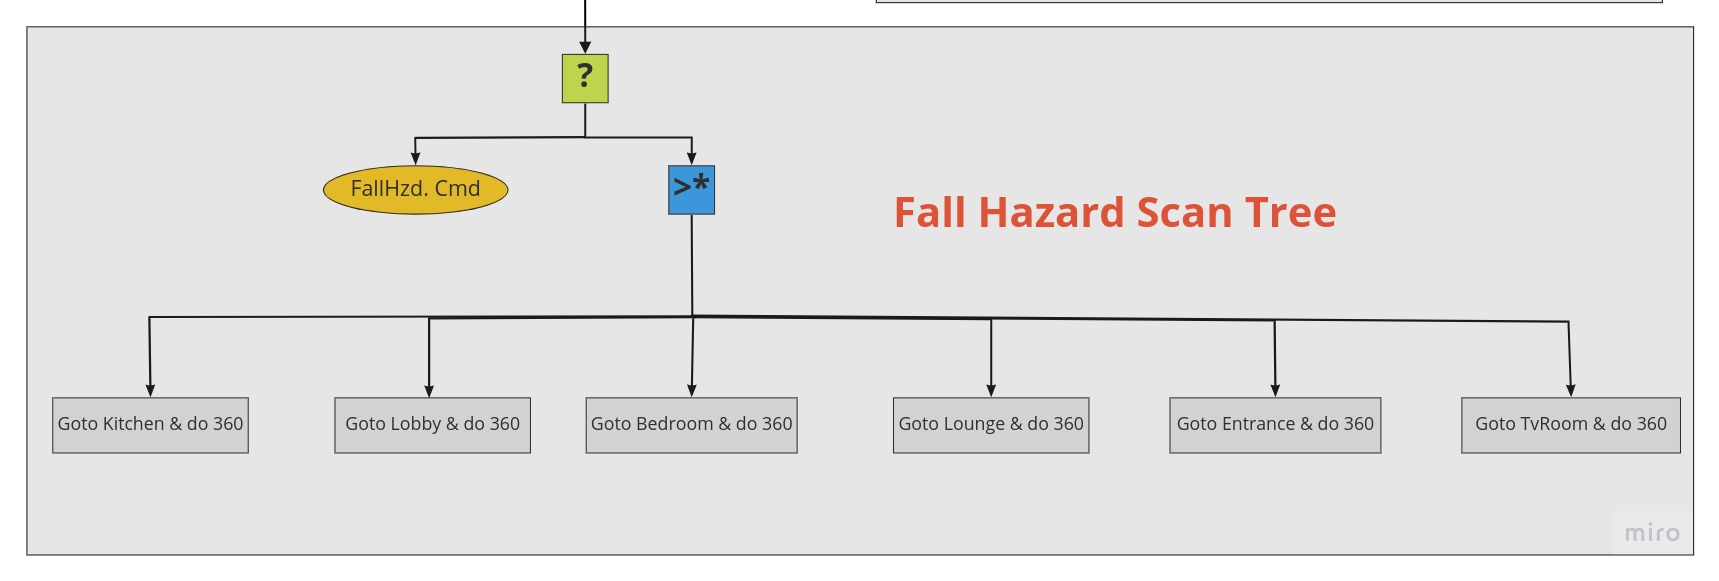 ?
FallHzd. Cmd
>*
Fall Hazard Scan Tree
Goto Kitchen & do 360
Goto Lobby & do 360
Goto Bedroom & do 360
Goto Lounge & do 360
Goto Entrance & do 360
Goto TvRoom & do 360
miro